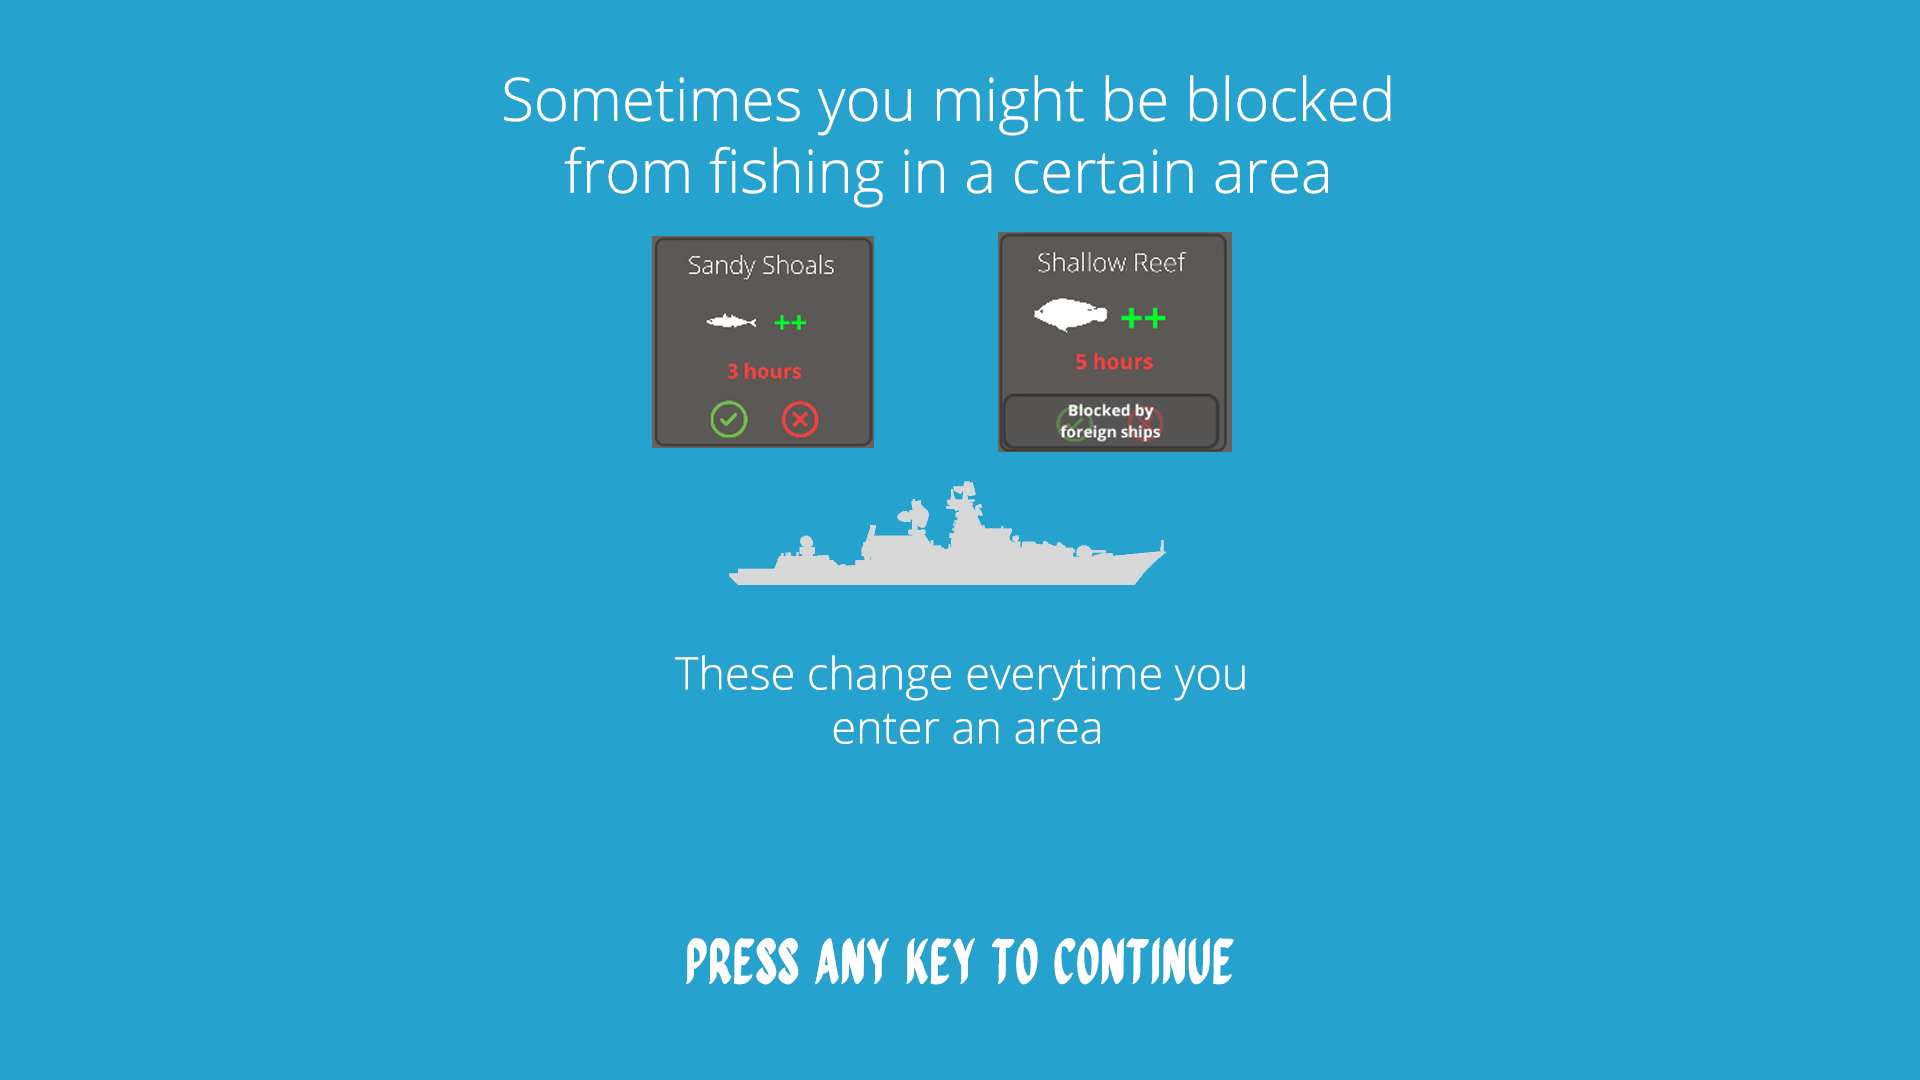 Sometimes you might be blocked
from fishing in a certain area
Sandy Shoals
++
3 hours
Shallow Reef
++
5 hours
Blocked by
foreign ships
These change everytime you
enter an area
PRESS ANY KEY TO CONTINUE